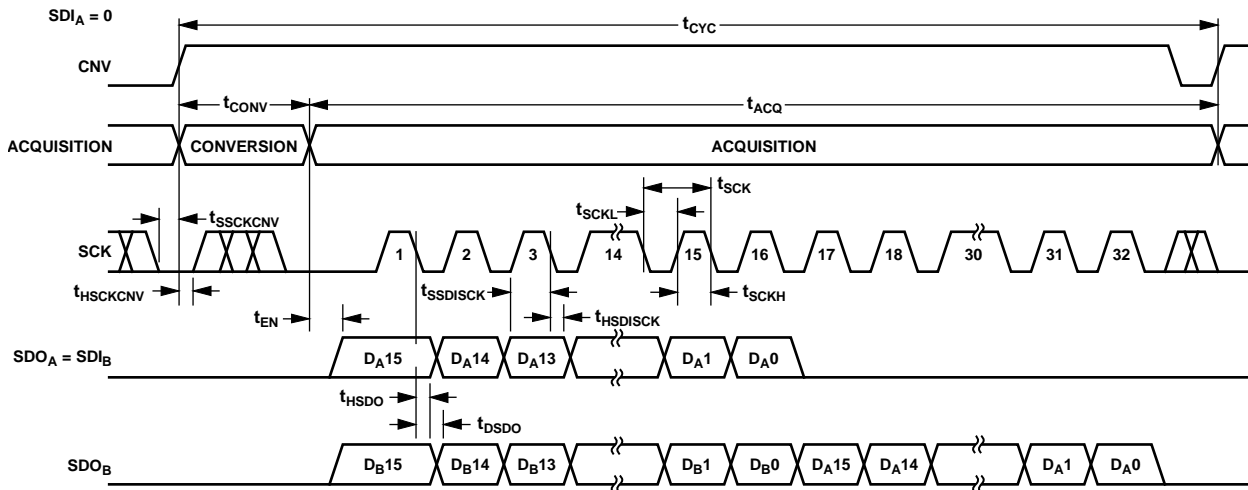 SDIA = 0
tCYC
CNV
tCONV
tACQ
ACQUISITION CONVERSION ACQUISITION
tSCK
tSSCKCNV
tSCKL
SCK 1 2 3 14 15 16 17 18 30 31 32
tHSCKCNV
tSSDISCK
tSCKH
tEN
tHSDISCK
SDOA = SDIB DA15 DA14 DA13 DA1 DA0
tHSDO
tDSDO
SDOB DB15 DB14 DB13 DB1 DB0 DA15 DA14 DA1 DA0